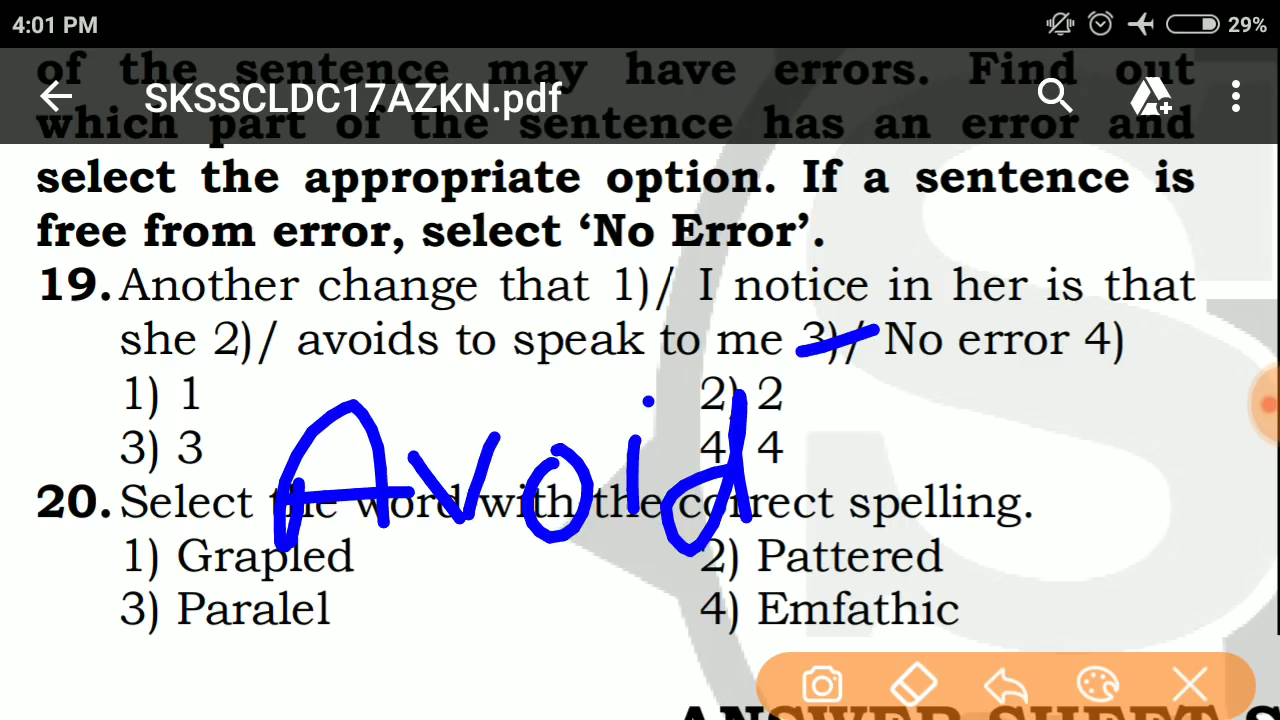 4:01 PM 29%
of the sentence may have errors. Find out
SKSSCLDC17AZKN.pdf
which part of the sentence has an error and
select the appropriate option. If a sentence is
free from error, select ‘No Error’.
19. Another change that 1)/ I notice in her is that
she 2)/ avoids to speak to me 3)/ No error 4)
1) 1 2) 2
3) 3 4) 4
Avoid
20. Select the word with the correct spelling.
1) Grapled 2) Pattered
3) Paralel 4) Emfathic
ANSWER SHEET S